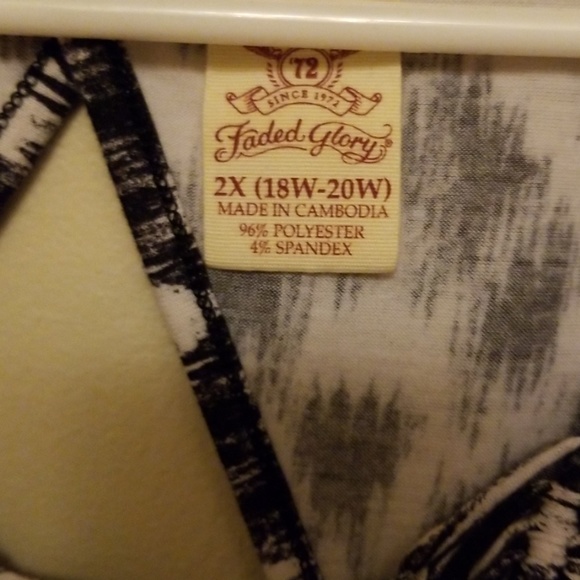 '72
SINCE 1972
Faded Glory®
2X (18W-20W)
MADE IN CAMBODIA
96% POLYESTER
4% SPANDEX